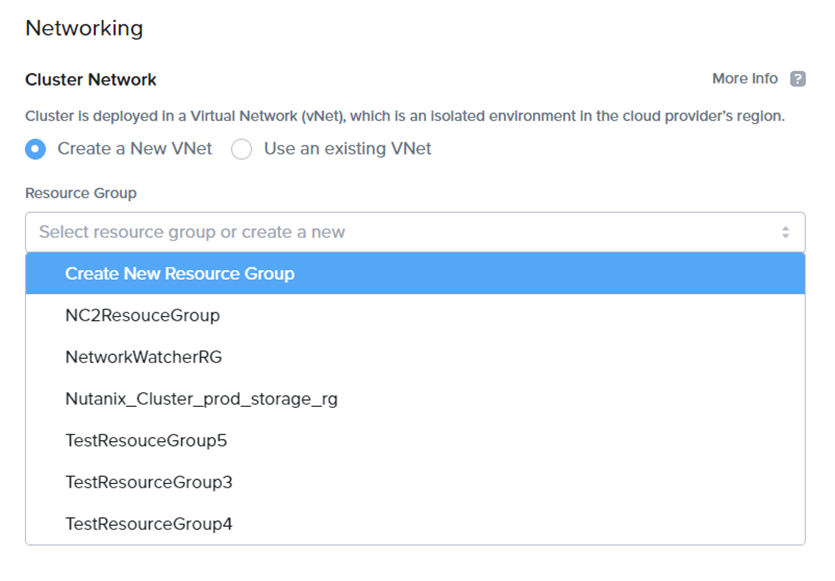 Networking
Cluster Network
More Info ?
Cluster is deployed in a Virtual Network (vNet), which is an isolated environment in the cloud provider's region.
Create a New VNet Use an existing VNet
Resource Group
Select resource group or create a new
Create New Resource Group
NC2ResouceGroup
NetworkWatcherRG
Nutanix_Cluster_prod_storage_rg
TestResouceGroup5
TestResourceGroup3
TestResourceGroup4